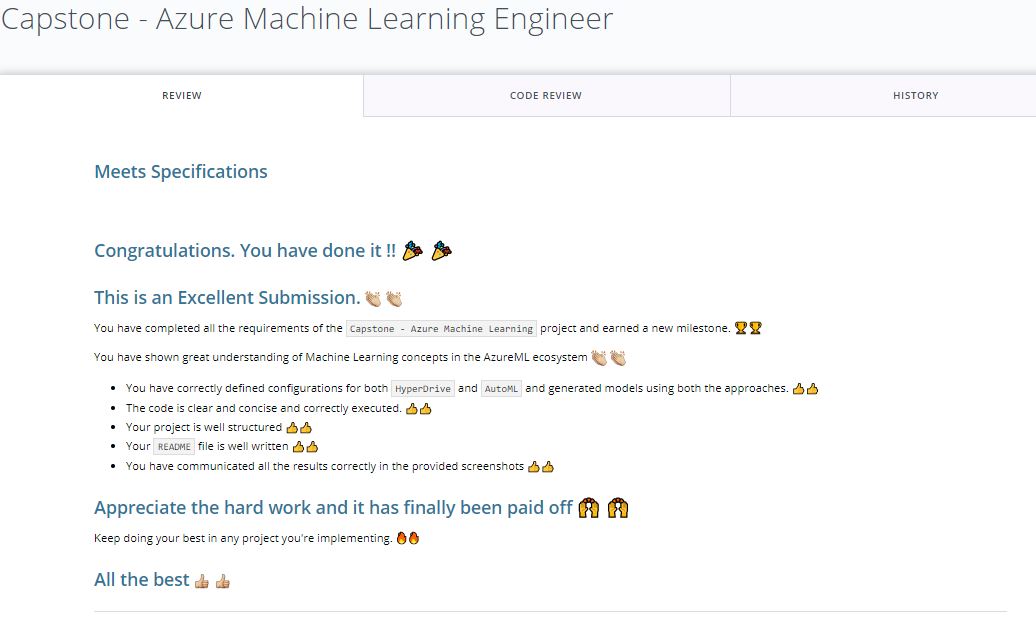 Capstone - Azure Machine Learning Engineer
REVIEW
CODE REVIEW
HISTORY
Meets Specifications
Congratulations. You have done it !! 🎉 🎉
This is an Excellent Submission. 👏🏼 👏🏼
You have completed all the requirements of the Capstone - Azure Machine Learning project and earned a new milestone. 🏆🏆
You have shown great understanding of Machine Learning concepts in the AzureML ecosystem 👏🏼 👏🏼
• You have correctly defined configurations for both HyperDrive and AutoML and generated models using both the approaches. 👍👍
• The code is clear and concise and correctly executed. 👍👍
• Your project is well structured 👍👍
• Your README file is well written 👍👍
• You have communicated all the results correctly in the provided screenshots 👍👍
Appreciate the hard work and it has finally been paid off 🙌 🙌
Keep doing your best in any project you're implementing. 🔥🔥
All the best 👍🏼 👍🏼